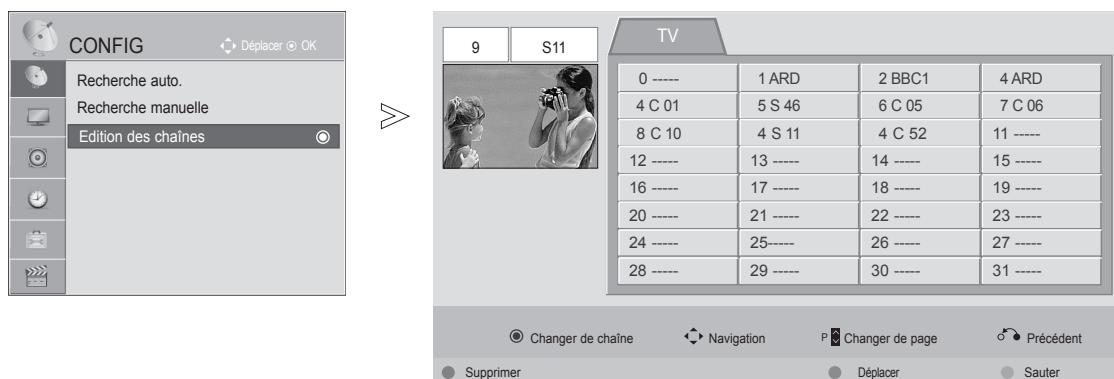 CONFIG
Déplacer OK
Recherche auto.
Recherche manuelle
Edition des chaînes
9 S11
TV
0 ----- 1 ARD 2 BBC1 4 ARD
4 C 01 5 S 46 6 C 05 7 C 06
8 C 10 4 S 11 4 C 52 11 -----
12 ----- 13 ----- 14 ----- 15 -----
16 ----- 17 ----- 18 ----- 19 -----
20 ----- 21 ----- 22 ----- 23 -----
24 ----- 25----- 26 ----- 27 -----
28 ----- 29 ----- 30 ----- 31 -----
Changer de chaîne Navigation P Changer de page Précédent
Supprimer Déplacer Sauter